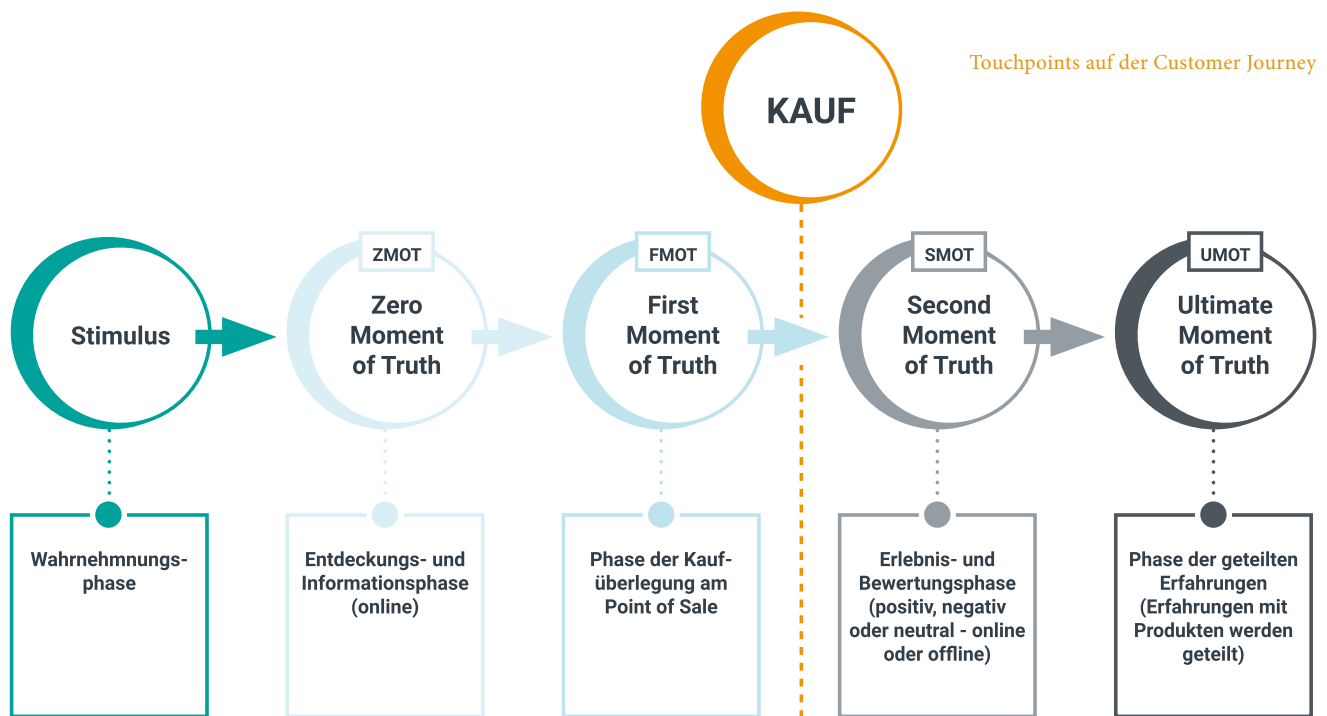 Touchpoints auf der Customer Journey
KAUF
Stimulus
ZMOT
Zero
Moment
of Truth
FMOT
First
Moment
of Truth
SMOT
Second
Moment
of Truth
UMOT
Ultimate
Moment
of Truth
Wahrnehmnungs-
phase
Entdeckungs- und
Informationsphase
(online)
Phase der Kauf-
überlegung am
Point of Sale
Erlebnis- und
Bewertungsphase
(positiv, negativ
oder neutral - online
oder offline)
Phase der geteilten
Erfahrungen
(Erfahrungen mit
Produkten werden
geteilt)